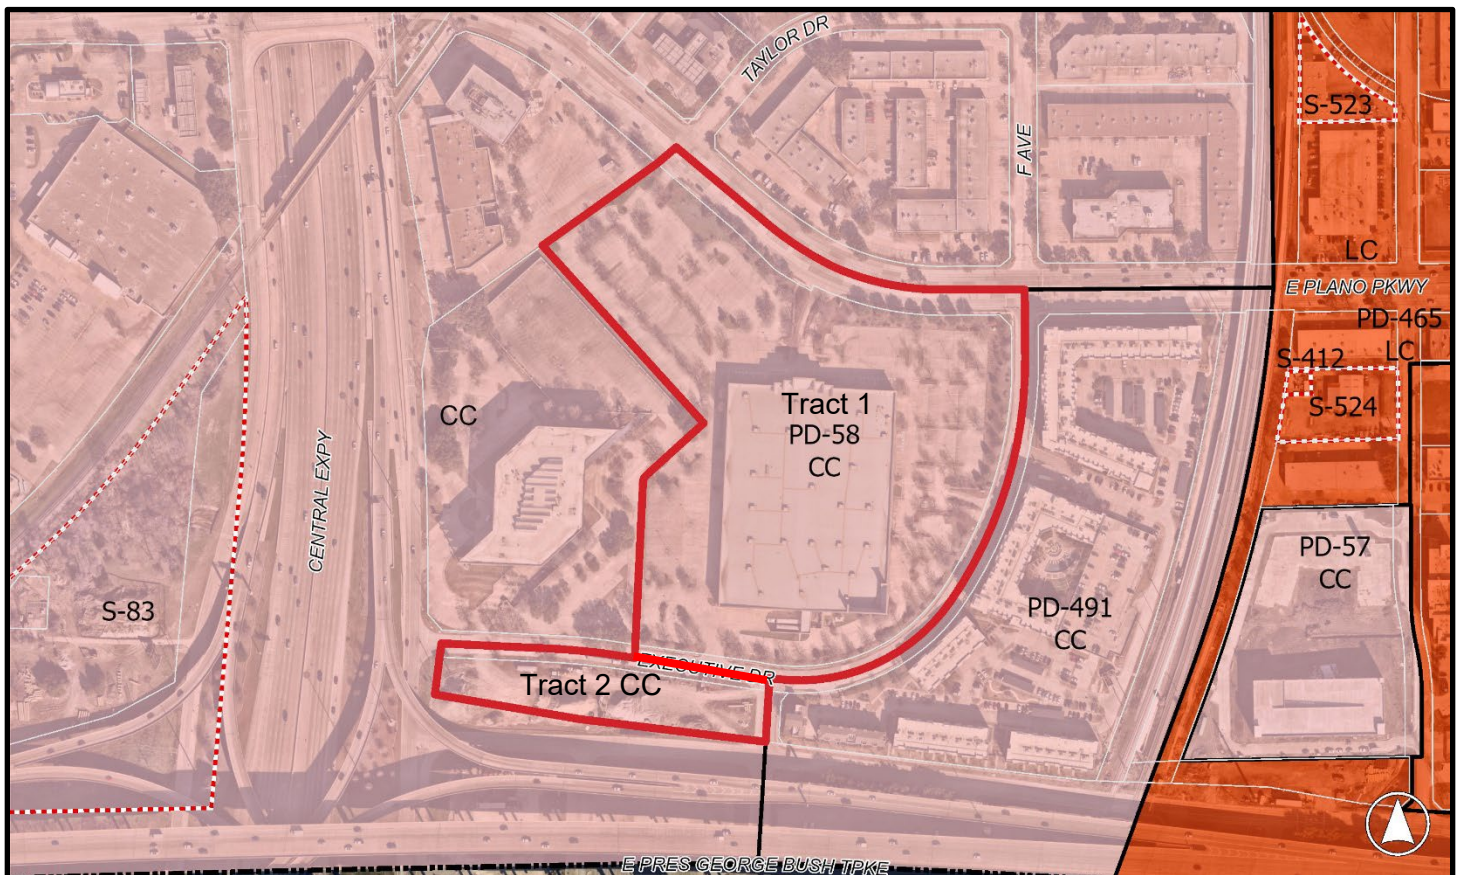 TAYLOR DR
S-523
F AVE
LC
E PLANO PKWY
PD-465
LC
S-412
S-524
CC
Tract 1
PD-58
CC
CENTRAL EXPY
PD-57
CC
S-83
PD-491
CC
EXECUTIVE DR
Tract 2 CC
E PRES GEORGE BUSH TPKE